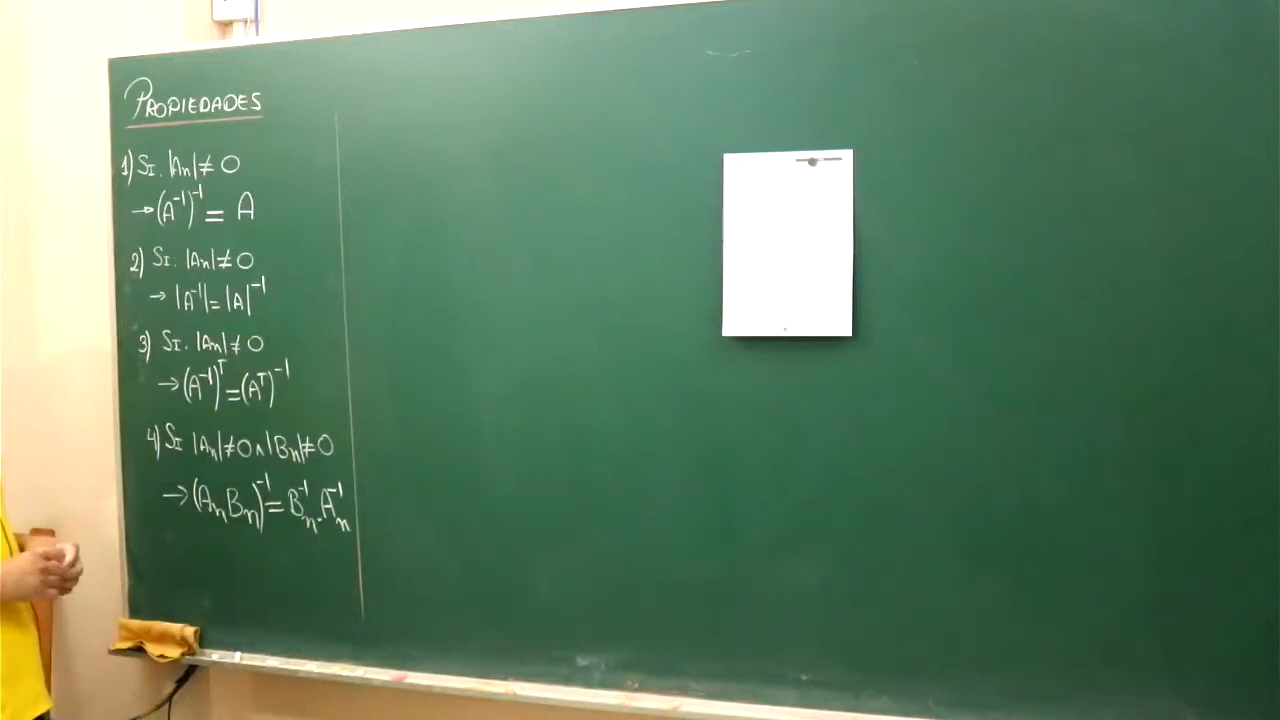 PROPIEDADES
1) SI. |Aₙ| ≠ 0
→ (A⁻¹)⁻¹ = A
2) SI: |Aₙ| ≠ 0
→ |A⁻¹| = |A|⁻¹
3) SI. |Aₙ| ≠ 0
→ (A⁻¹)ᵀ = (Aᵀ)⁻¹
4) SI |Aₙ| ≠ 0 ∧ |Bₙ| ≠ 0
→ (AₙBₙ)⁻¹ = Bₙ⁻¹.Aₙ⁻¹